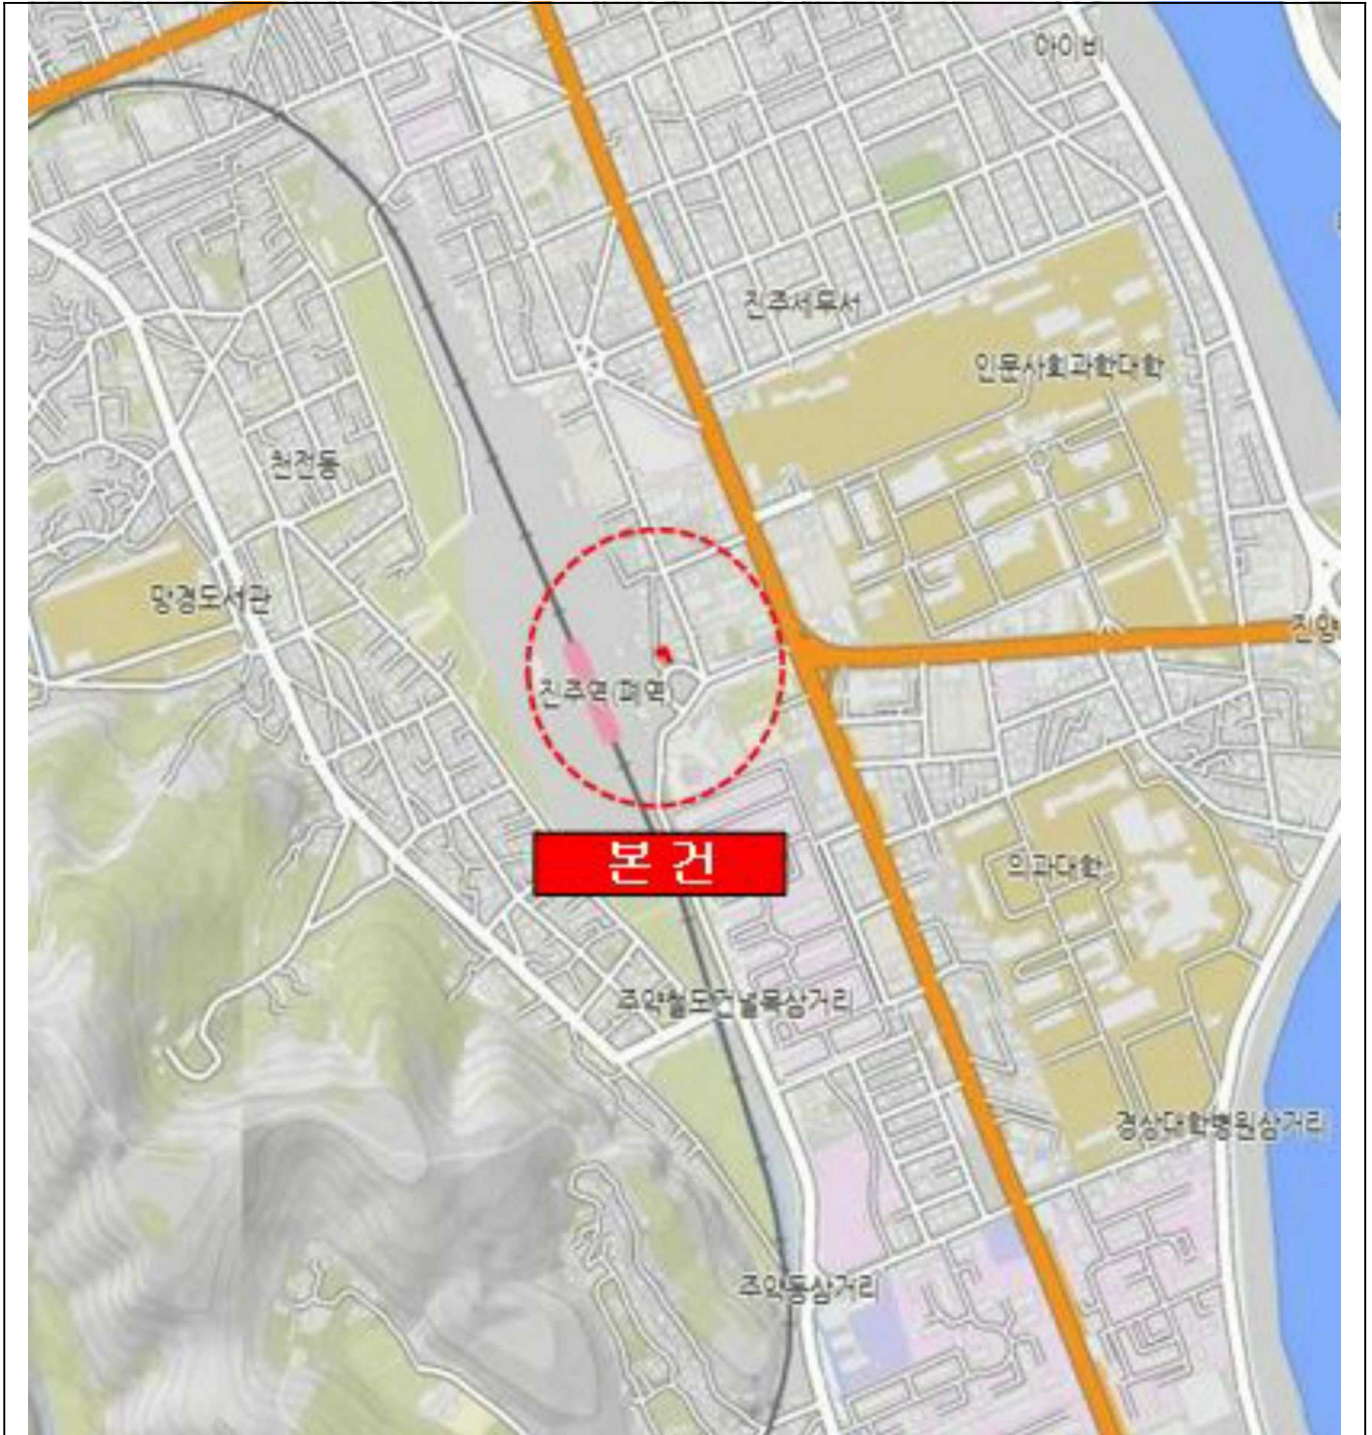 아이비
진주세무서
인문사회과학대학
천전동
망경도서관
진양
진주역(폐역)
본 건
의과대학
주약철도건널목삼거리
경상대학병원삼거리
주약동삼거리